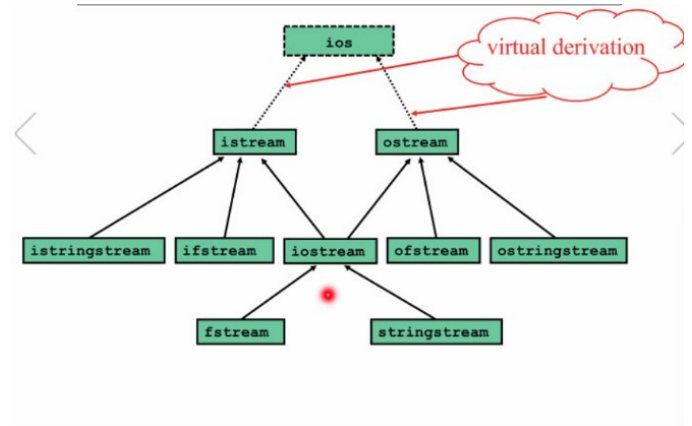 ios
virtual derivation
istream
ostream
istringstream
ifstream
iostream
ofstream
ostringstream
fstream
stringstream